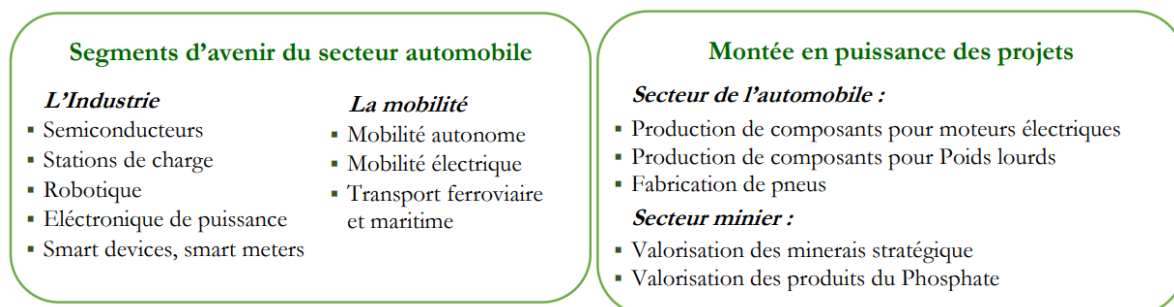 Segments d’avenir du secteur automobile
L’Industrie
▪ Semiconducteurs
▪ Stations de charge
▪ Robotique
▪ Eléctronique de puissance
▪ Smart devices, smart meters
La mobilité
▪ Mobilité autonome
▪ Mobilité électrique
▪ Transport ferroviaire
et maritime
Montée en puissance des projets
Secteur de l’automobile :
▪ Production de composants pour moteurs électriques
▪ Production de composants pour Poids lourds
▪ Fabrication de pneus
Secteur minier :
▪ Valorisation des minerais stratégique
▪ Valorisation des produits du Phosphate